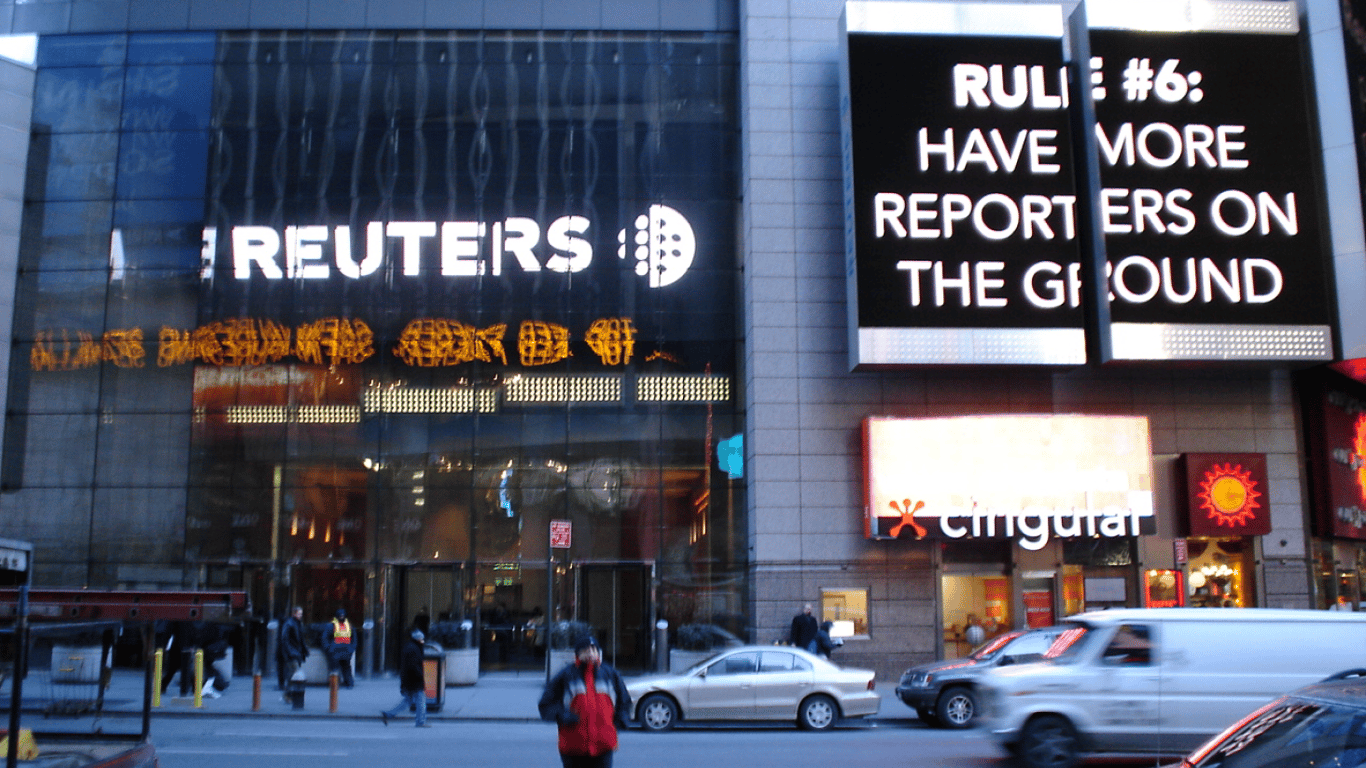 REUTERS
RULE #6:
HAVE MORE
REPORTERS ON
THE GROUND
cingular